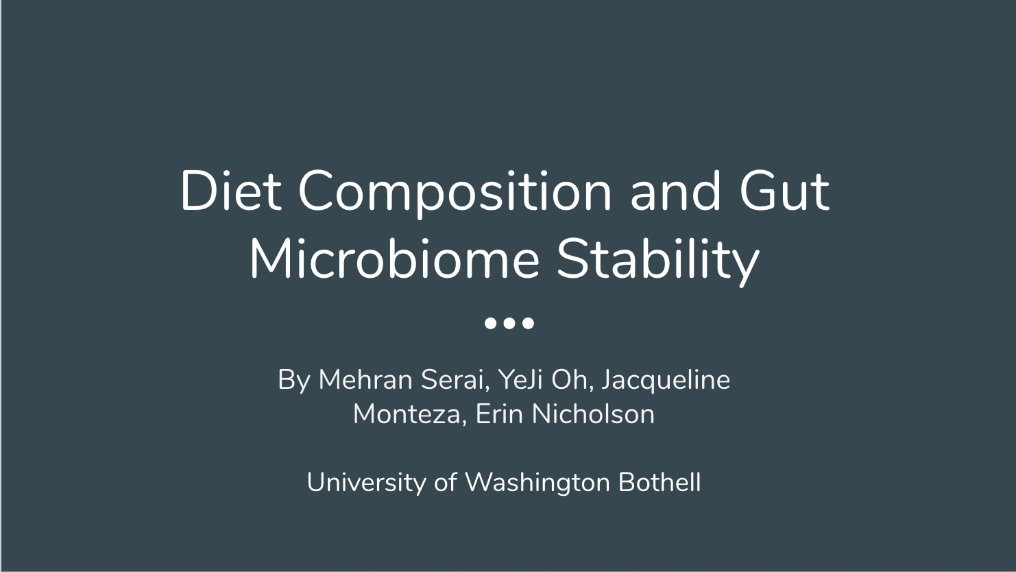 Diet Composition and Gut
Microbiome Stability
By Mehran Serai, YeJi Oh, Jacqueline
Monteza, Erin Nicholson
University of Washington Bothell